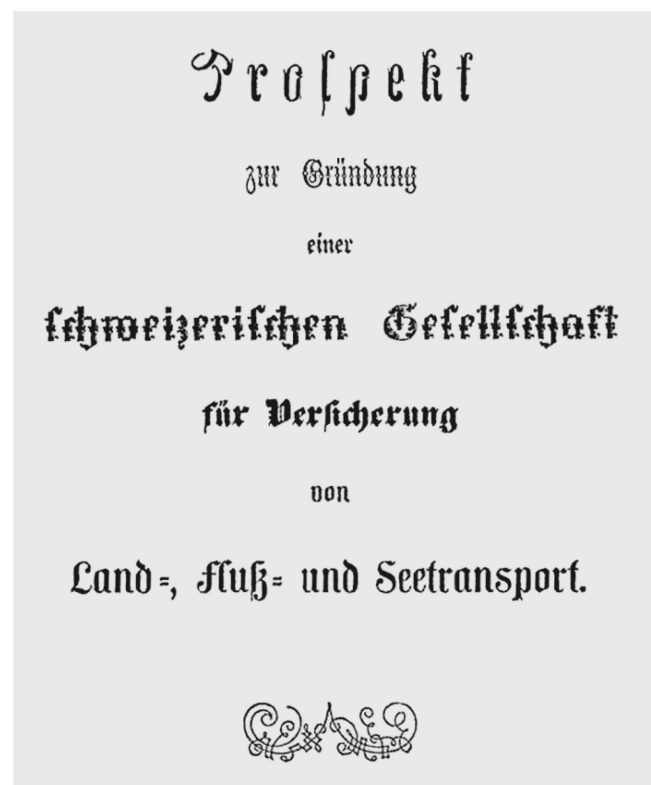 Prospekt
zur Gründung
einer
schweizerischen Gesellschaft
für Versicherung
von
Land-, Fluß- und Seetransport.